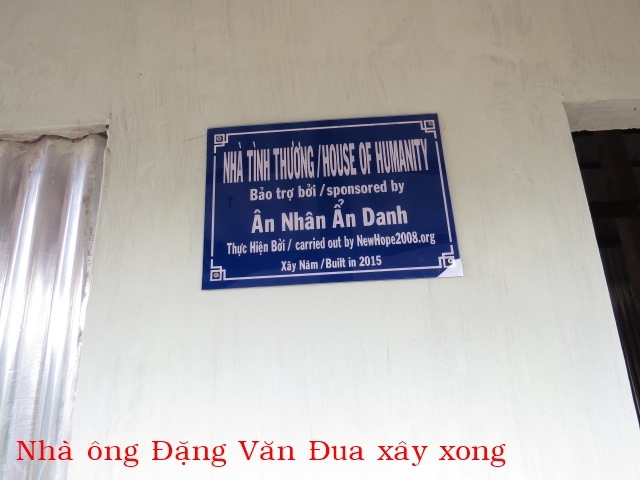 NHÀ TÌNH THƯƠNG / HOUSE OF HUMANITY
Bảo trợ bởi / sponsored by
Ân Nhân Ẩn Danh
Thực Hiện Bởi / carried out by NewHope2008.org
Xây Năm / Built in 2015
Nhà ông Đặng Văn Đua xây xong